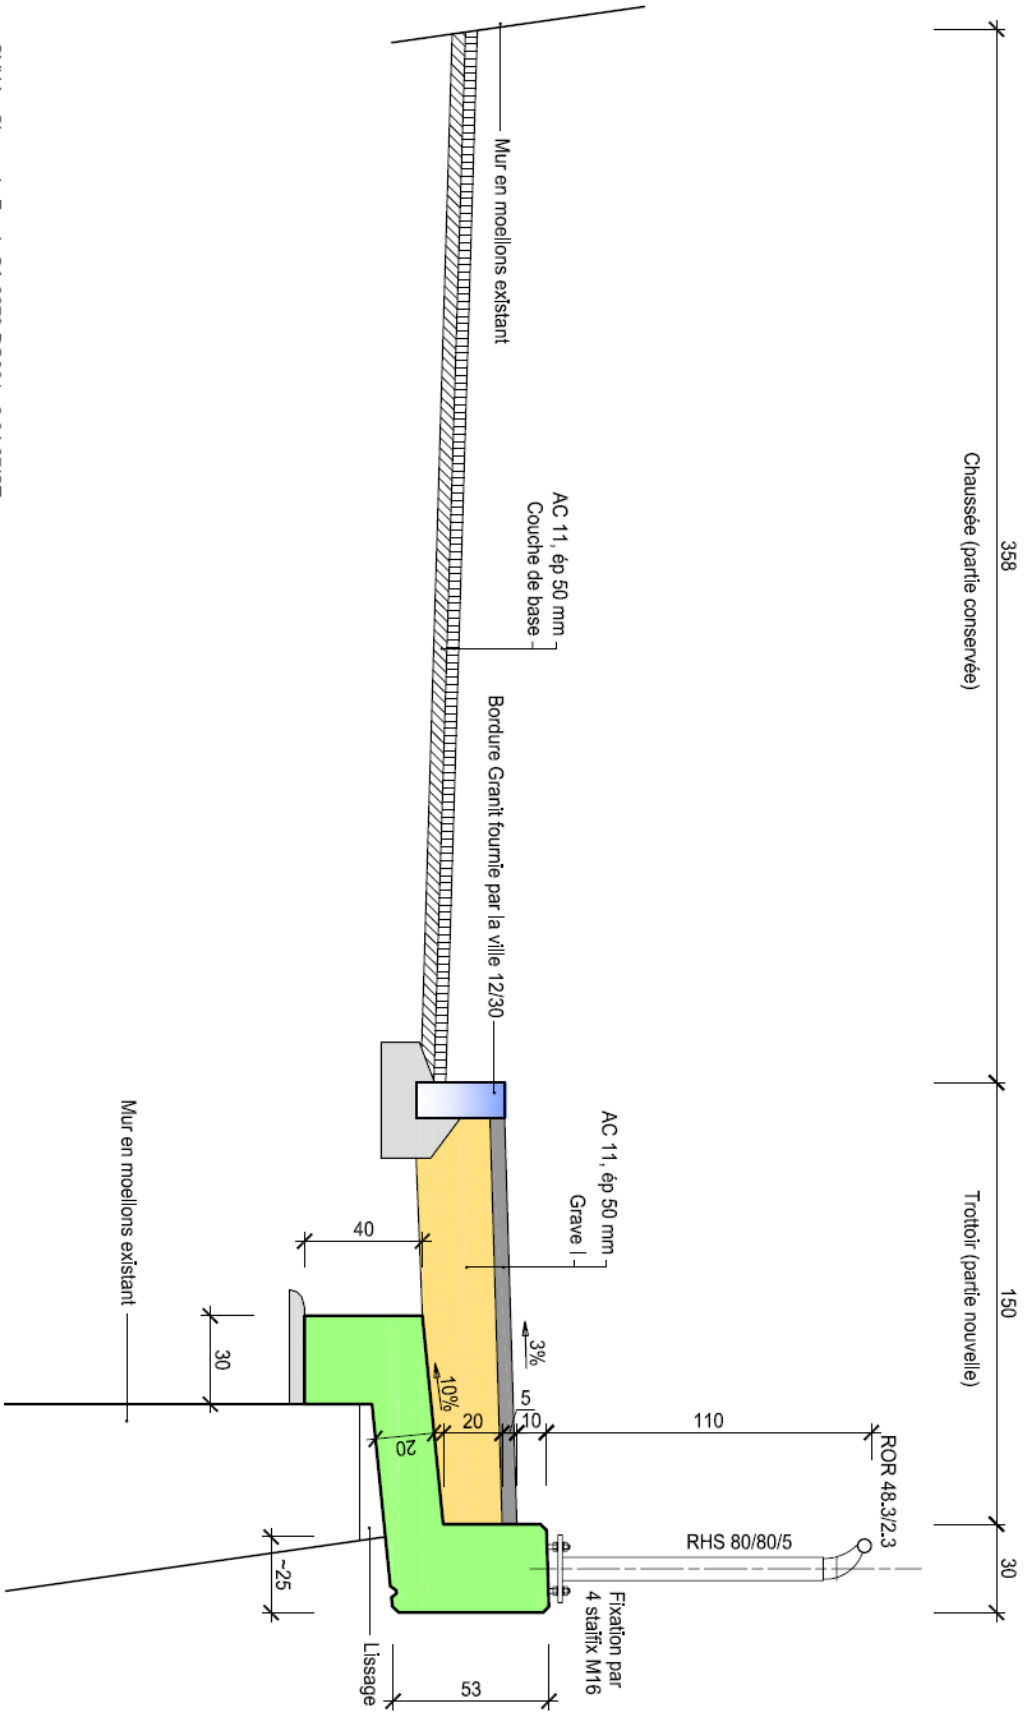 358
150
30
Chaussée (partie conservée)
Trottoir (partie nouvelle)
ROR 48.3/2.3
110
RHS 80/80/5
Fixation par
4 staifix M16
AC 11, ép 50 mm
Grave I
AC 11, ép 50 mm
Couche de base
Mur en moellons existant
Bordure Granit fournie par la ville 12/30
3%
5
10
20
10%
20
53
40
30
~25
Lissage
Mur en moellons existant